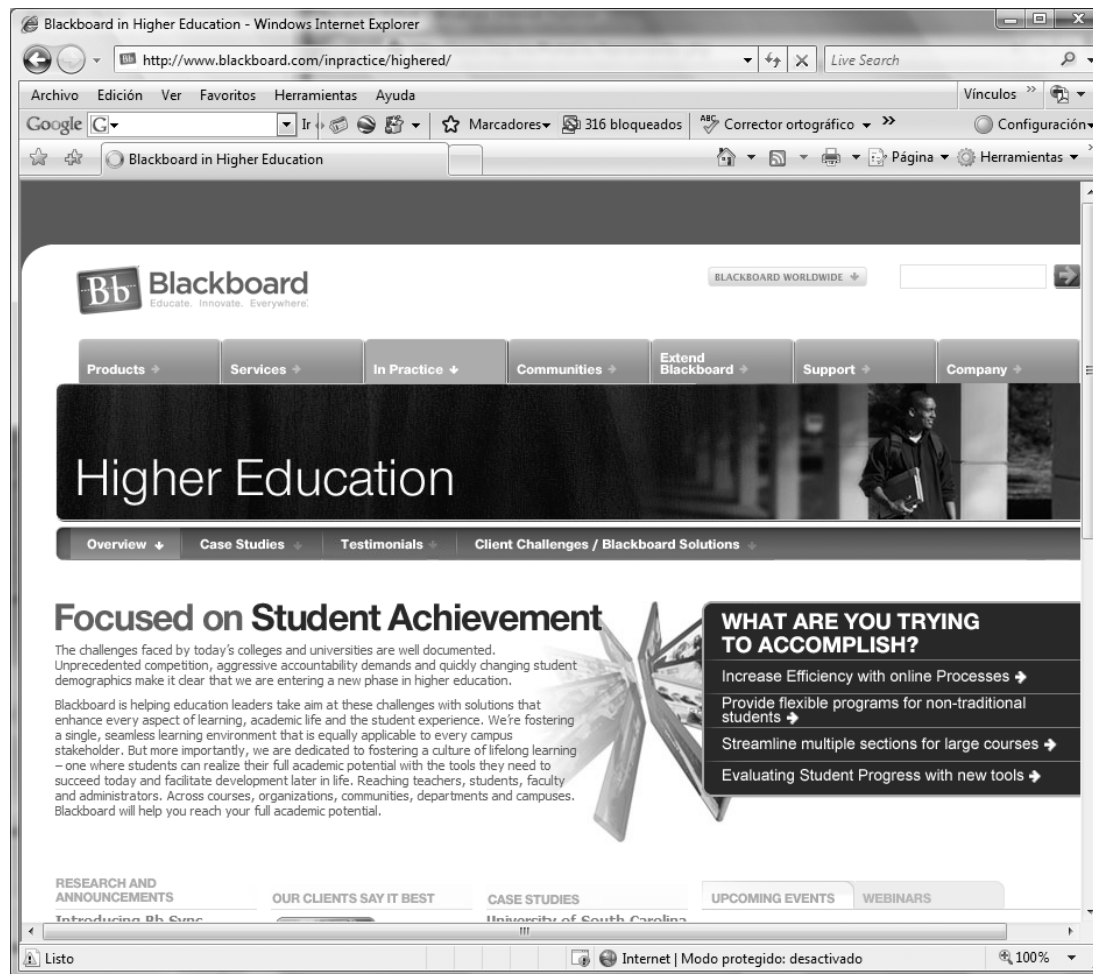 Blackboard in Higher Education - Windows Internet Explorer
http://www.blackboard.com/inpractice/highered/
Live Search
Archivo Edición Ver Favoritos Herramientas Ayuda
Vínculos »
Google G
Ir
Marcadores
316 bloqueados
ABC Corrector ortográfico »
Configuración
Blackboard in Higher Education
Página
Herramientas »
Bb Blackboard
Educate. Innovate. Everywhere.
BLACKBOARD WORLDWIDE
Products
Services
In Practice
Communities
Extend
Blackboard
Support
Company
Higher Education
Overview
Case Studies
Testimonials
Client Challenges / Blackboard Solutions
Focused on Student Achievement
The challenges faced by today's colleges and universities are well documented.
Unprecedented competition, aggressive accountability demands and quickly changing student
demographics make it clear that we are entering a new phase in higher education.
Blackboard is helping education leaders take aim at these challenges with solutions that
enhance every aspect of learning, academic life and the student experience. We're fostering
a single, seamless learning environment that is equally applicable to every campus
stakeholder. But more importantly, we are dedicated to fostering a culture of lifelong learning
– one where students can realize their full academic potential with the tools they need to
succeed today and facilitate development later in life. Reaching teachers, students, faculty
and administrators. Across courses, organizations, communities, departments and campuses.
Blackboard will help you reach your full academic potential.
WHAT ARE YOU TRYING
TO ACCOMPLISH?
Increase Efficiency with online Processes
Provide flexible programs for non-traditional
students
Streamline multiple sections for large courses
Evaluating Student Progress with new tools
RESEARCH AND
ANNOUNCEMENTS
Introducing Bb Sync
OUR CLIENTS SAY IT BEST
CASE STUDIES
University of South Carolina
UPCOMING EVENTS
WEBINARS
Listo
Internet | Modo protegido: desactivado
100%